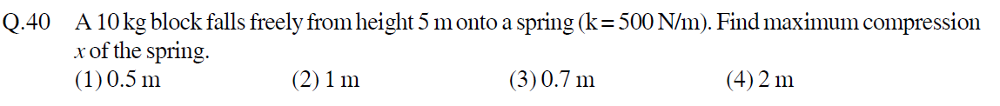 Q.40 A 10 kg block falls freely from height 5 m onto a spring (k = 500 N/m). Find maximum compression
x of the spring.
(1) 0.5 m (2) 1 m (3) 0.7 m (4) 2 m